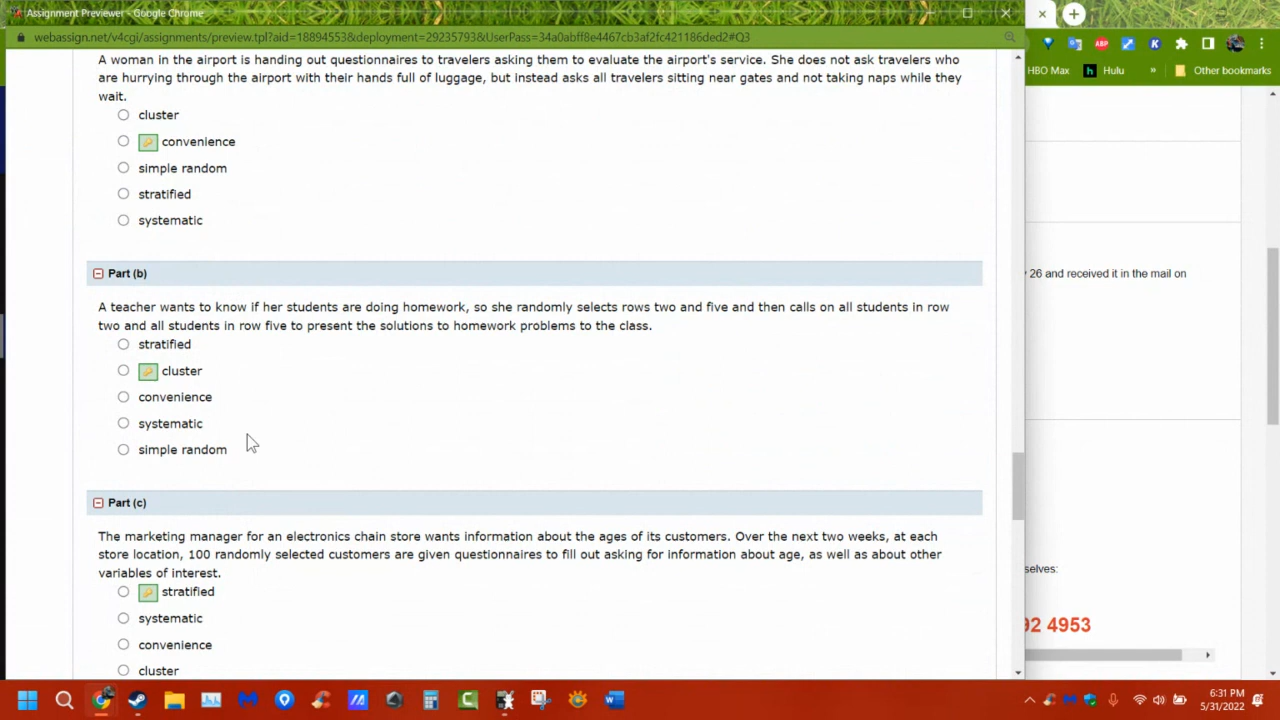 Assignment Previewer - Google Chrome
webassign.net/v4cgi/assignments/preview.tpl?aid=18894553&deployment=29235793&UserPass=34a0abff8e4467cb3af2fc421186ded2#Q3
HBO Max
Hulu
»
Other bookmarks
A woman in the airport is handing out questionnaires to travelers asking them to evaluate the airport's service. She does not ask travelers who
are hurrying through the airport with their hands full of luggage, but instead asks all travelers sitting near gates and not taking naps while they
wait.
cluster
convenience
simple random
stratified
systematic
Part (b)
y 26 and received it in the mail on
A teacher wants to know if her students are doing homework, so she randomly selects rows two and five and then calls on all students in row
two and all students in row five to present the solutions to homework problems to the class.
stratified
cluster
convenience
systematic
simple random
Part (c)
The marketing manager for an electronics chain store wants information about the ages of its customers. Over the next two weeks, at each
store location, 100 randomly selected customers are given questionnaires to fill out asking for information about age, as well as about other
variables of interest.
selves:
stratified
systematic
92 4953
convenience
cluster
6:31 PM
5/31/2022